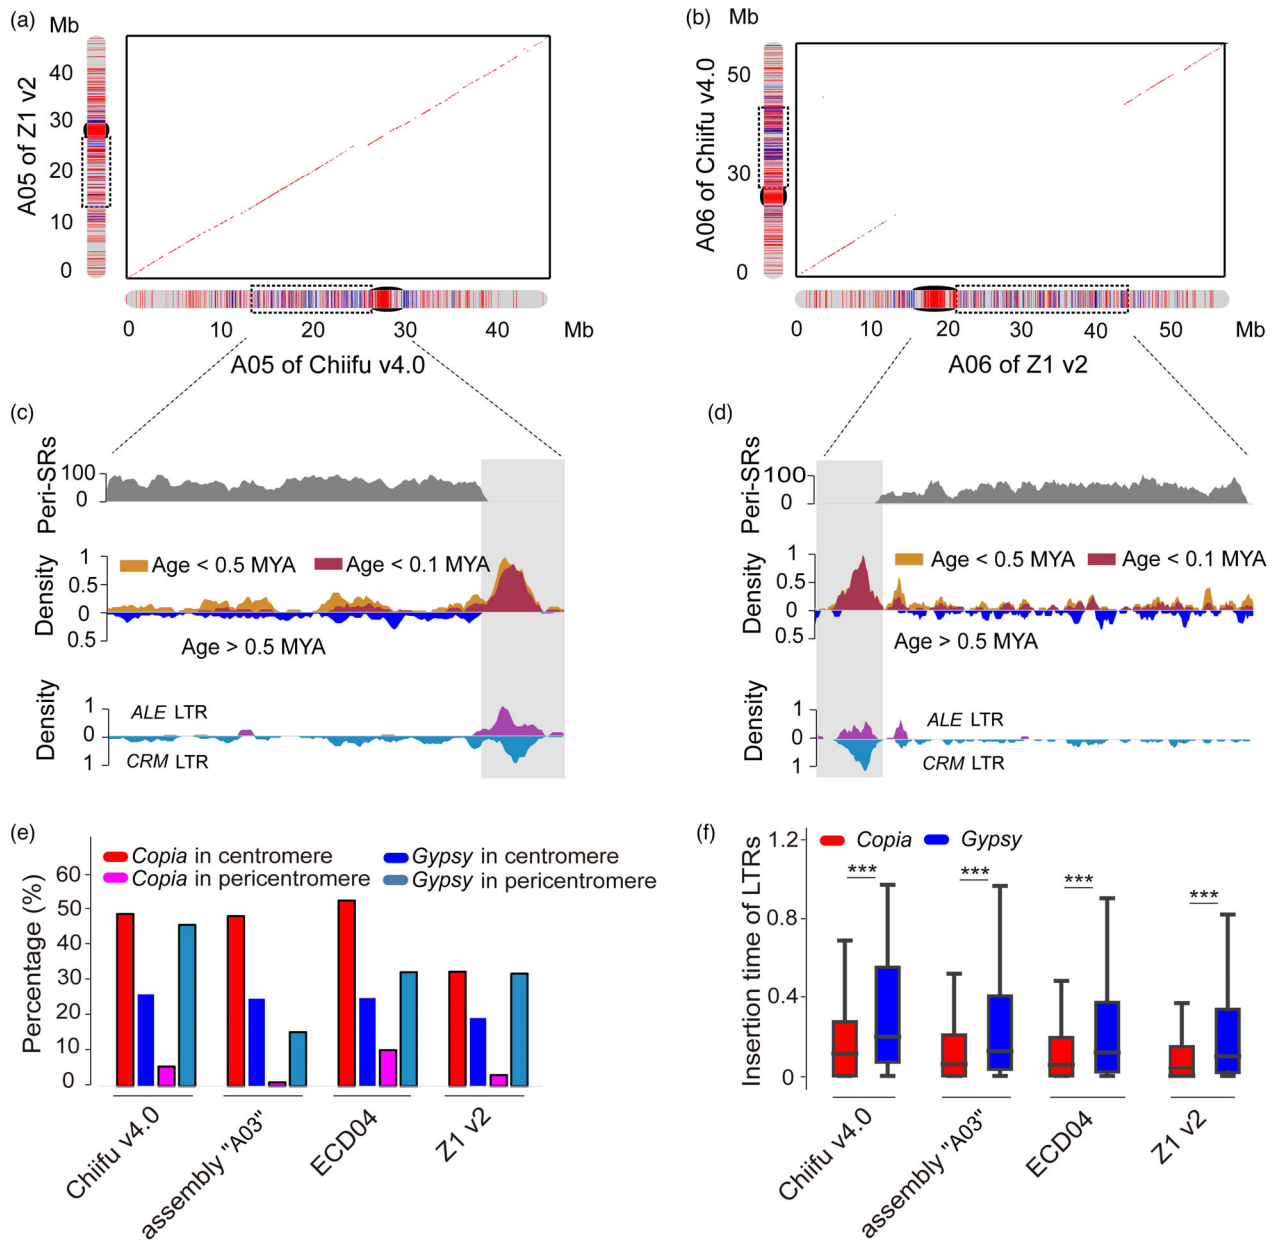 (a)
Mb
A05 of Z1 v2
40
30
20
10
0
0 10 20 30 40 Mb
A05 of Chiifu v4.0
(b)
Mb
A06 of Chiifu v4.0
50
30
0
0 10 20 30 40 50 Mb
A06 of Z1 v2
(c)
Peri-SRs
100
0
Density
1
0.5
0
0.5
Age < 0.5 MYA Age < 0.1 MYA
Age > 0.5 MYA
Density
1
0
1
ALE LTR
CRM LTR
(d)
Peri-SRs
100
0
Density
1
0.5
0
0.5
Age < 0.5 MYA Age < 0.1 MYA
Age > 0.5 MYA
Density
1
0
1
ALE LTR
CRM LTR
(e)
Percentage (%)
60
50
40
30
20
10
0
Copia in centromere Gypsy in centromere
Copia in pericentromere Gypsy in pericentromere
Chiifu v4.0
assembly "A03"
ECD04
Z1 v2
(f)
Insertion time of LTRs
1.2
0.8
0.4
0
Copia Gypsy
***
***
***
***
Chiifu v4.0
assembly "A03"
ECD04
Z1 v2